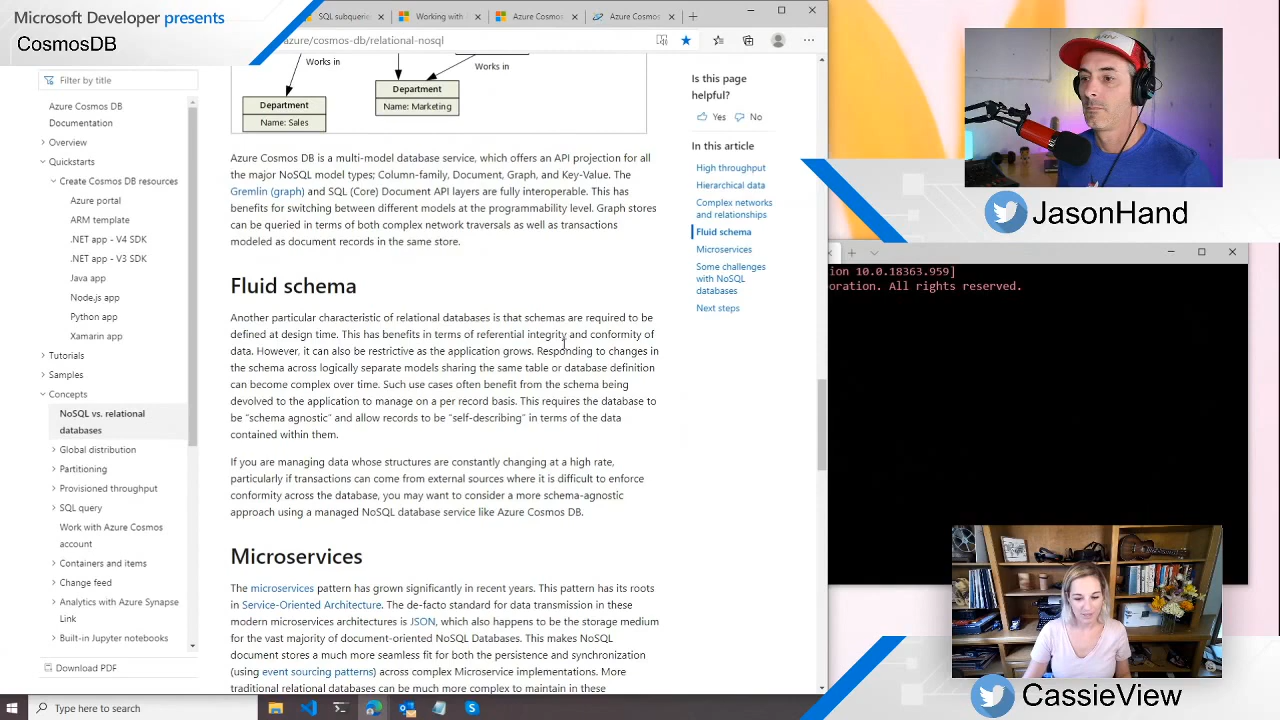 Microsoft Developer presents
CosmosDB
SQL subquerie
Working with
Azure Cosmos
Azure Cosmos
azure/cosmos-db/relational-nosql
Filter by title
Azure Cosmos DB
Documentation
Overview
Quickstarts
Create Cosmos DB resources
Azure portal
ARM template
.NET app - V4 SDK
.NET app - V3 SDK
Java app
Node.js app
Python app
Xamarin app
Tutorials
Samples
Concepts
NoSQL vs. relational
databases
Global distribution
Partitioning
Provisioned throughput
SQL query
Work with Azure Cosmos
account
Containers and items
Change feed
Analytics with Azure Synapse
Link
Built-in Jupyter notebooks
Download PDF
Works in
Works in
Department
Name: Sales
Department
Name: Marketing
Azure Cosmos DB is a multi-model database service, which offers an API projection for all
the major NoSQL model types; Column-family, Document, Graph, and Key-Value. The
Gremlin (graph) and SQL (Core) Document API layers are fully interoperable. This has
benefits for switching between different models at the programmability level. Graph stores
can be queried in terms of both complex network traversals as well as transactions
modeled as document records in the same store.
Fluid schema
Another particular characteristic of relational databases is that schemas are required to be
defined at design time. This has benefits in terms of referential integrity and conformity of
data. However, it can also be restrictive as the application grows. Responding to changes in
the schema across logically separate models sharing the same table or database definition
can become complex over time. Such use cases often benefit from the schema being
devolved to the application to manage on a per record basis. This requires the database to
be “schema agnostic” and allow records to be “self-describing” in terms of the data
contained within them.
If you are managing data whose structures are constantly changing at a high rate,
particularly if transactions can come from external sources where it is difficult to enforce
conformity across the database, you may want to consider a more schema-agnostic
approach using a managed NoSQL database service like Azure Cosmos DB.
Microservices
The microservices pattern has grown significantly in recent years. This pattern has its roots
in Service-Oriented Architecture. The de-facto standard for data transmission in these
modern microservices architectures is JSON, which also happens to be the storage medium
for the vast majority of document-oriented NoSQL Databases. This makes NoSQL
document stores a much more seamless fit for both the persistence and synchronization
(using event sourcing patterns) across complex Microservice implementations. More
traditional relational databases can be much more complex to maintain in these
Is this page
helpful?
Yes
No
In this article
High throughput
Hierarchical data
Complex networks
and relationships
Fluid schema
Microservices
Some challenges
with NoSQL
databases
Next steps
JasonHand
ion 10.0.18363.959]
oration. All rights reserved.
CassieView
Type here to search